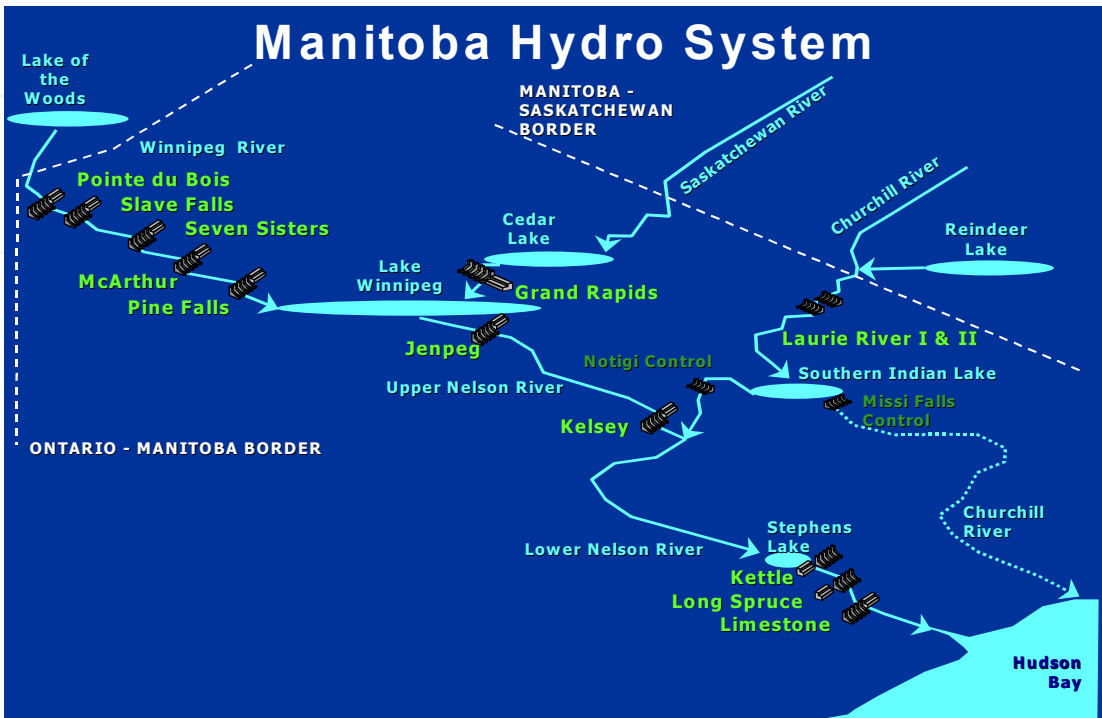 Manitoba Hydro System
Lake of
the
Woods
MANITOBA -
SASKATCHEWAN
BORDER
Saskatchewan River
Winnipeg River
Churchill River
Pointe du Bois
Slave Falls
Seven Sisters
Cedar
Lake
Reindeer
Lake
McArthur
Pine Falls
Lake
Winnipeg
Grand Rapids
Laurie River I & II
Jenpeg
Notigi Control
Southern Indian Lake
Upper Nelson River
Missi Falls
Control
Kelsey
ONTARIO - MANITOBA BORDER
Churchill
River
Stephens
Lake
Lower Nelson River
Kettle
Long Spruce
Limestone
Hudson
Bay